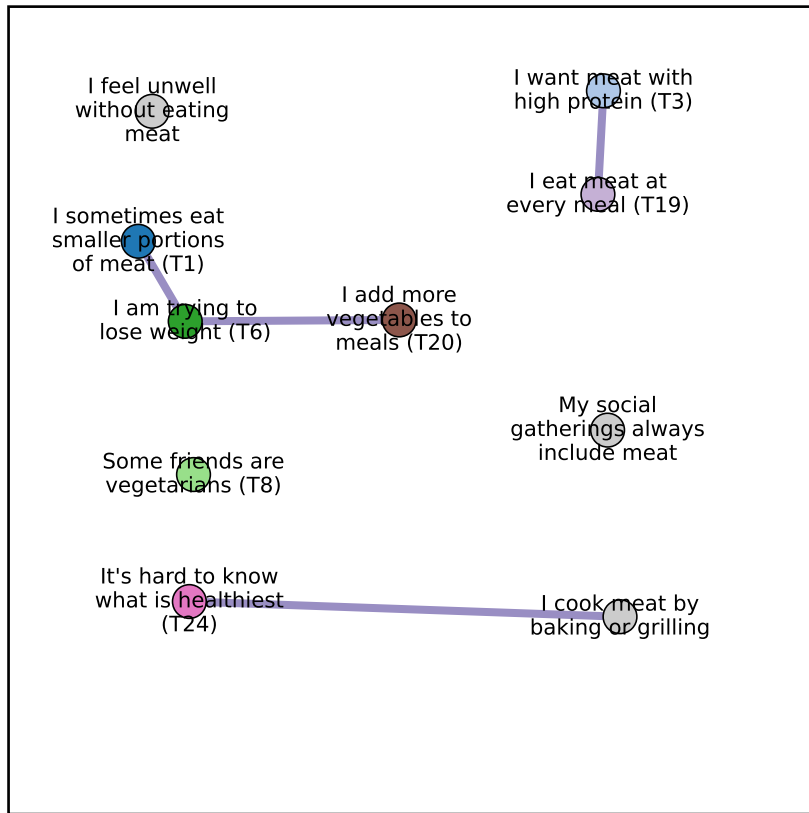 I feel unwell
without eating
meat
I want meat with
high protein (T3)
I eat meat at
every meal (T19)
I sometimes eat
smaller portions
of meat (T1)
I am trying to
lose weight (T6)
I add more
vegetables to
meals (T20)
My social
gatherings always
include meat
Some friends are
vegetarians (T8)
It's hard to know
what is healthiest
(T24)
I cook meat by
baking or grilling